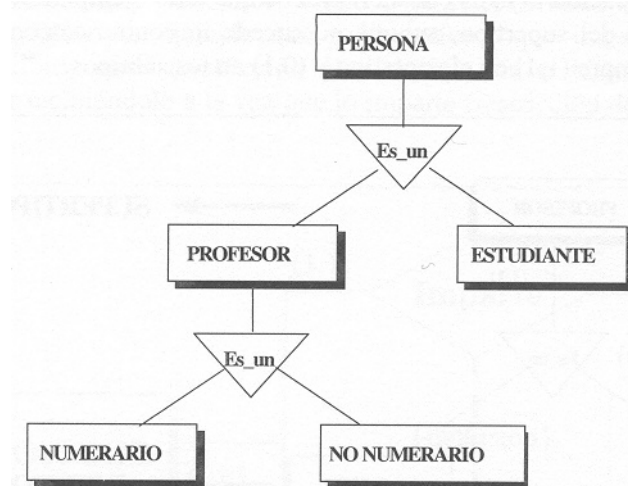 PERSONA
Es_un
PROFESOR
ESTUDIANTE
Es_un
NUMERARIO
NO NUMERARIO